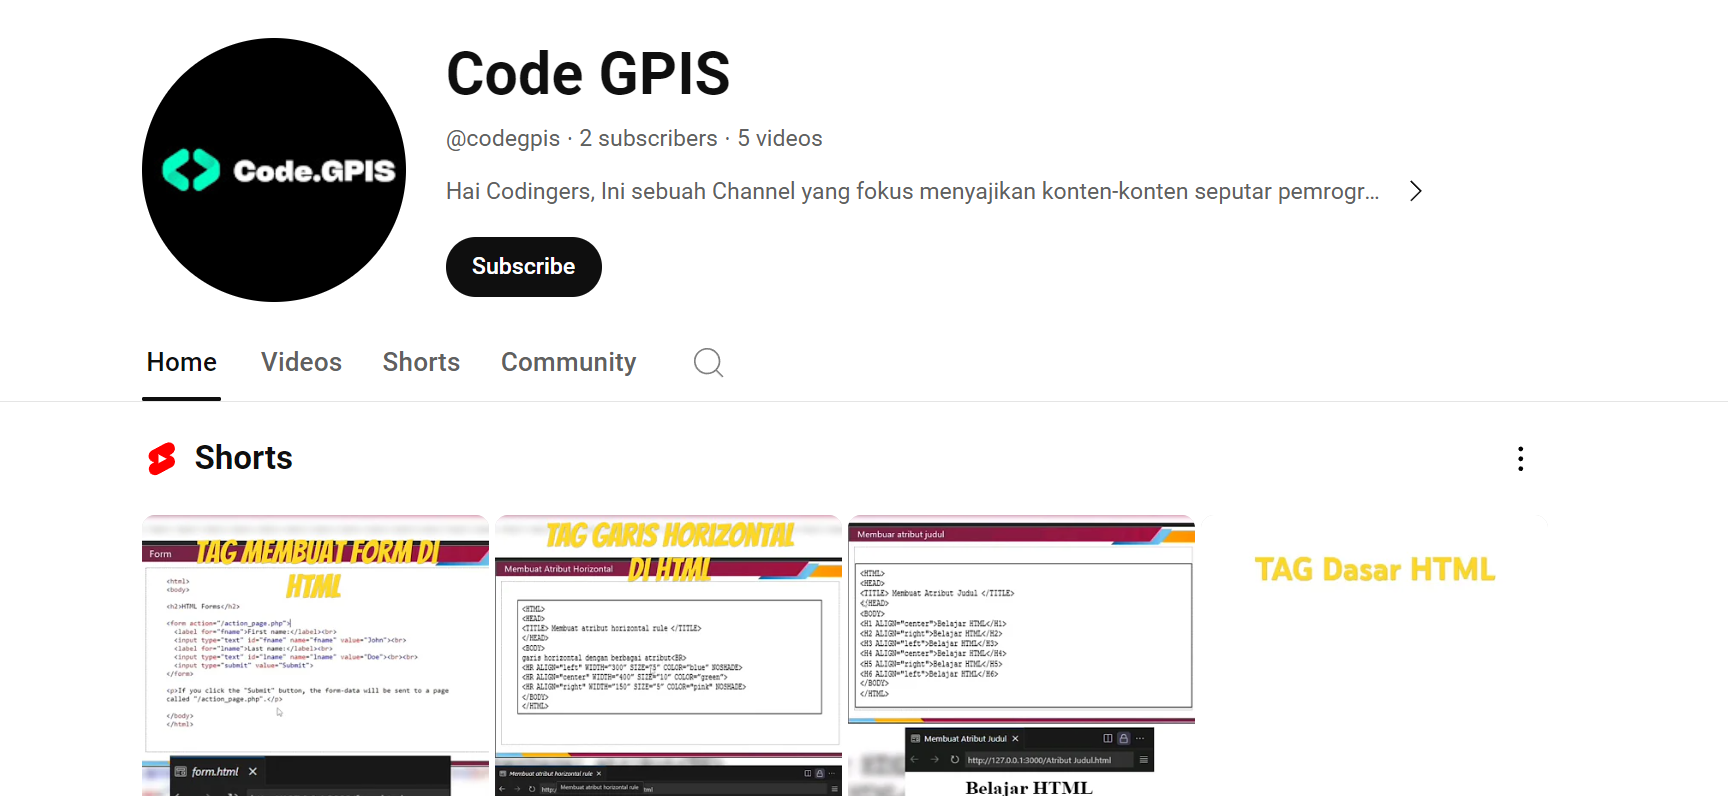 Code.GPIS
Code GPIS
@codegpis · 2 subscribers · 5 videos
Hai Codingers, Ini sebuah Channel yang fokus menyajikan konten-konten seputar pemrogr...
Subscribe
Home
Videos
Shorts
Community
Shorts
Form
TAG MEMBUAT FORM DI
HTML
<html>
<body>
<h2>HTML Forms</h2>
<form action="/action_page.php">
<label for="fname">First name:</label><br>
<input type="text" id="fname" name="fname" value="John"><br>
<label for="lname">Last name:</label><br>
<input type="text" id="lname" name="lname" value="Doe"><br><br>
<input type="submit" value="Submit">
</form>
<p>If you click the "Submit" button, the form-data will be sent to a page
called "/action_page.php".</p>
</body>
</html>
form.html
TAG GARIS HORIZONTAL
DI HTML
Membuat Atribut Horizontal
<HTML>
<HEAD>
<TITLE> Membuat atribut horizontal rule </TITLE>
</HEAD>
<BODY>
garis horizontal dengan berbagai atribut<BR>
<HR ALIGN="left" WIDTH="300" SIZE="75" COLOR="blue" NOSHADE>
<HR ALIGN="center" WIDTH="400" SIZE="10" COLOR="green">
<HR ALIGN="right" WIDTH="150" SIZE="5" COLOR="pink" NOSHADE>
</BODY>
</HTML>
Membuat atribut horizontal rule
http:/
Membuat atribut horizontal rule
tml
Membuar atribut judul
<HTML>
<HEAD>
<TITLE> Membuat Atribut Judul </TITLE>
</HEAD>
<BODY>
<H1 ALIGN="center">Belajar HTML</H1>
<H2 ALIGN="right">Belajar HTML</H2>
<H3 ALIGN="left">Belajar HTML</H3>
<H4 ALIGN="center">Belajar HTML</H4>
<H5 ALIGN="right">Belajar HTML</H5>
<H6 ALIGN="left">Belajar HTML</H6>
</BODY>
</HTML>
Membuat Atribut Judul
http://127.0.0.1:3000/Atribut Judul.html
Belajar HTML
TAG Dasar HTML